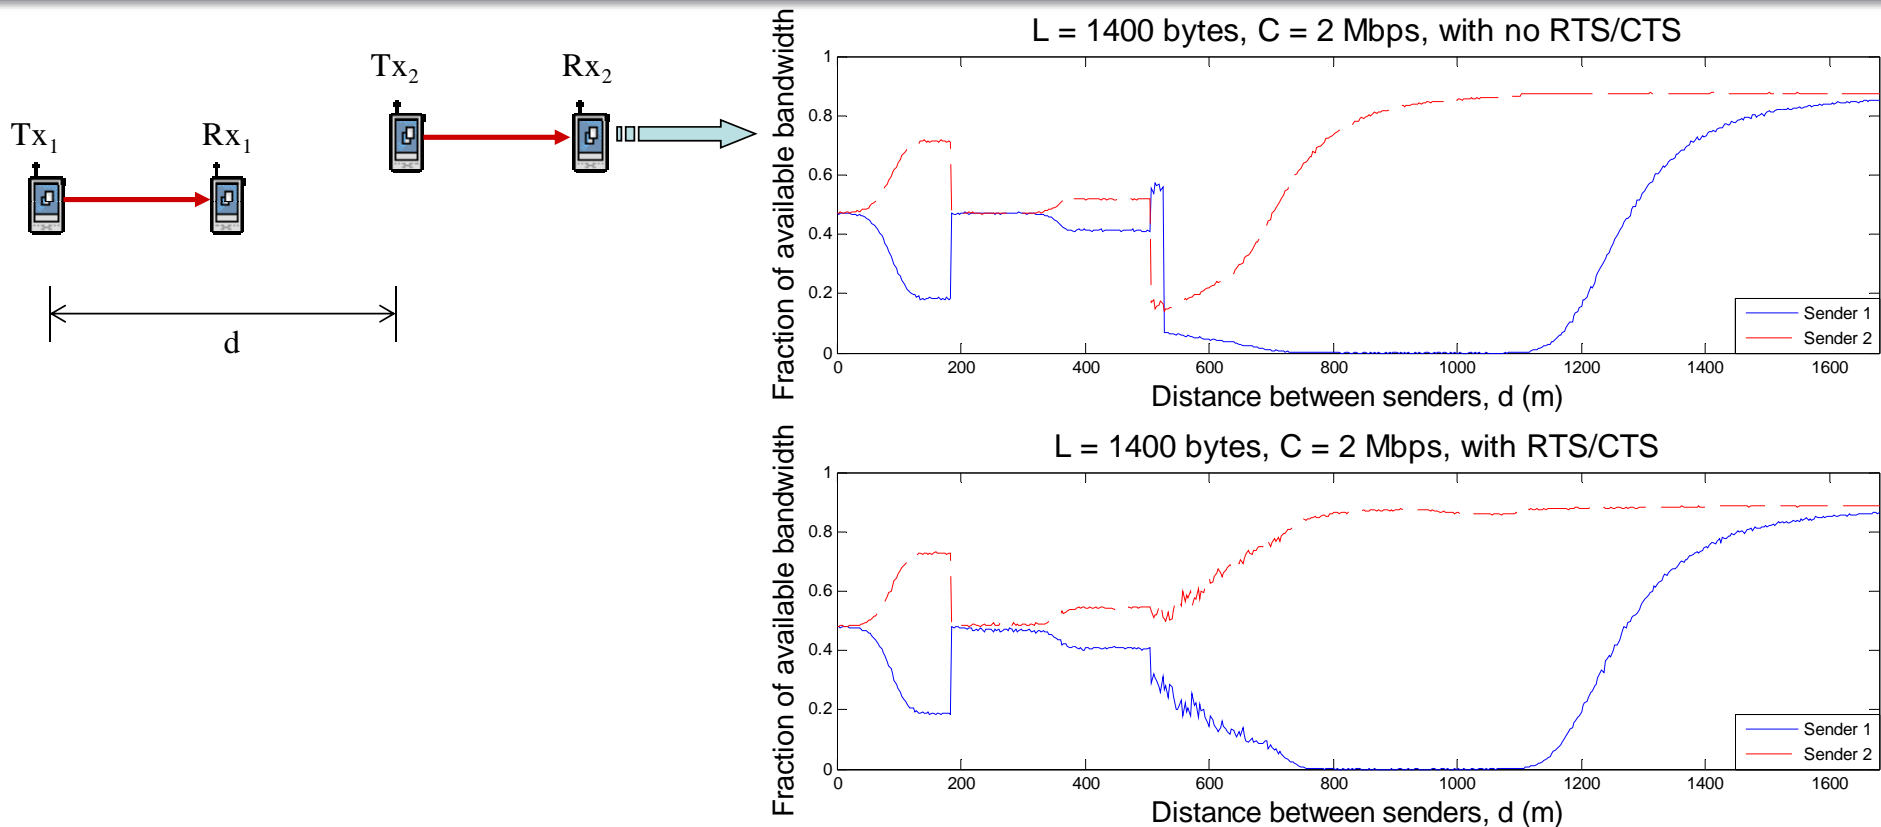 Tx1
Rx1
Tx2
Rx2
d
L = 1400 bytes, C = 2 Mbps, with no RTS/CTS
Fraction of available bandwidth
1
0.8
0.6
0.4
0.2
0
0 200 400 600 800 1000 1200 1400 1600
Distance between senders, d (m)
Sender 1
Sender 2
L = 1400 bytes, C = 2 Mbps, with RTS/CTS
Fraction of available bandwidth
1
0.8
0.6
0.4
0.2
0
0 200 400 600 800 1000 1200 1400 1600
Distance between senders, d (m)
Sender 1
Sender 2